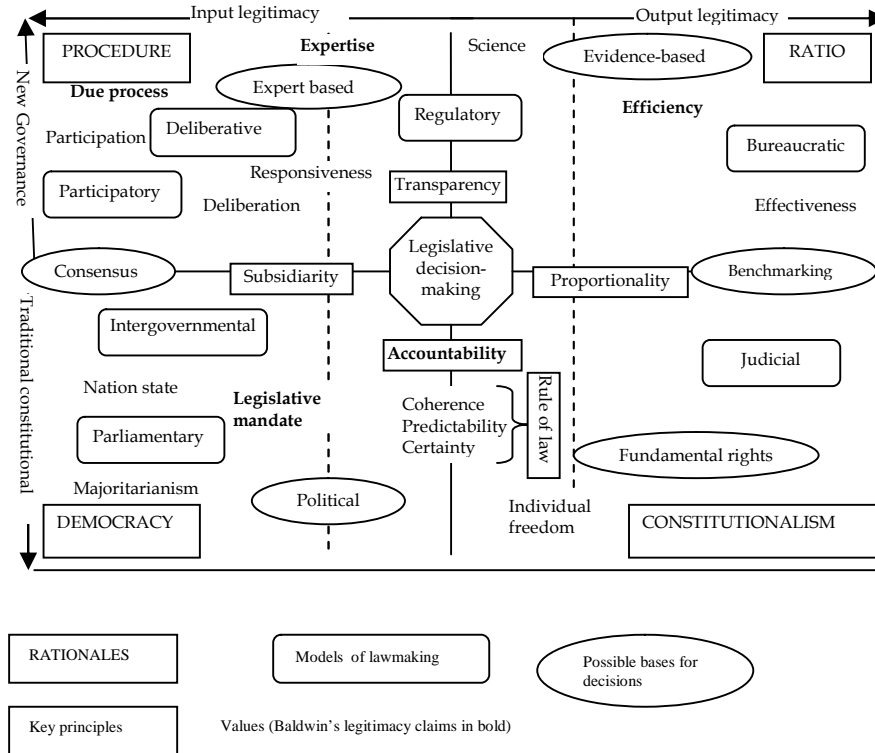 Input legitimacy
Output legitimacy
New Governance
Traditional constitutional
PROCEDURE
Expertise
Science
Evidence-based
RATIO
Due process
Expert based
Efficiency
Participation
Deliberative
Regulatory
Bureaucratic
Responsiveness
Participatory
Deliberation
Transparency
Effectiveness
Consensus
Subsidiarity
Legislative
decision-
making
Proportionality
Benchmarking
Intergovernmental
Accountability
Judicial
Nation state
Legislative
mandate
Coherence
Predictability
Certainty
Rule of law
Parliamentary
Fundamental rights
Majoritarianism
Political
Individual
freedom
DEMOCRACY
CONSTITUTIONALISM
RATIONALES
Models of lawmaking
Possible bases for
decisions
Key principles
Values (Baldwin's legitimacy claims in bold)